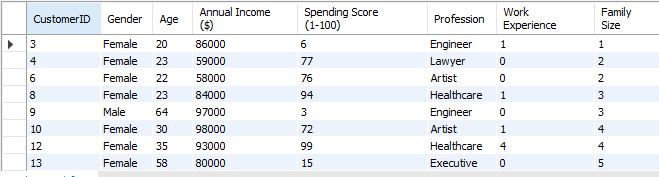 CustomerID Gender Age Annual Income ($) Spending Score (1-100) Profession Work Experience Family Size
3 Female 20 86000 6 Engineer 1 1
4 Female 23 59000 77 Lawyer 0 2
6 Female 22 58000 76 Artist 0 2
8 Female 23 84000 94 Healthcare 1 3
9 Male 64 97000 3 Engineer 0 3
10 Female 30 98000 72 Artist 1 4
12 Female 35 93000 99 Healthcare 4 4
13 Female 58 80000 15 Executive 0 5